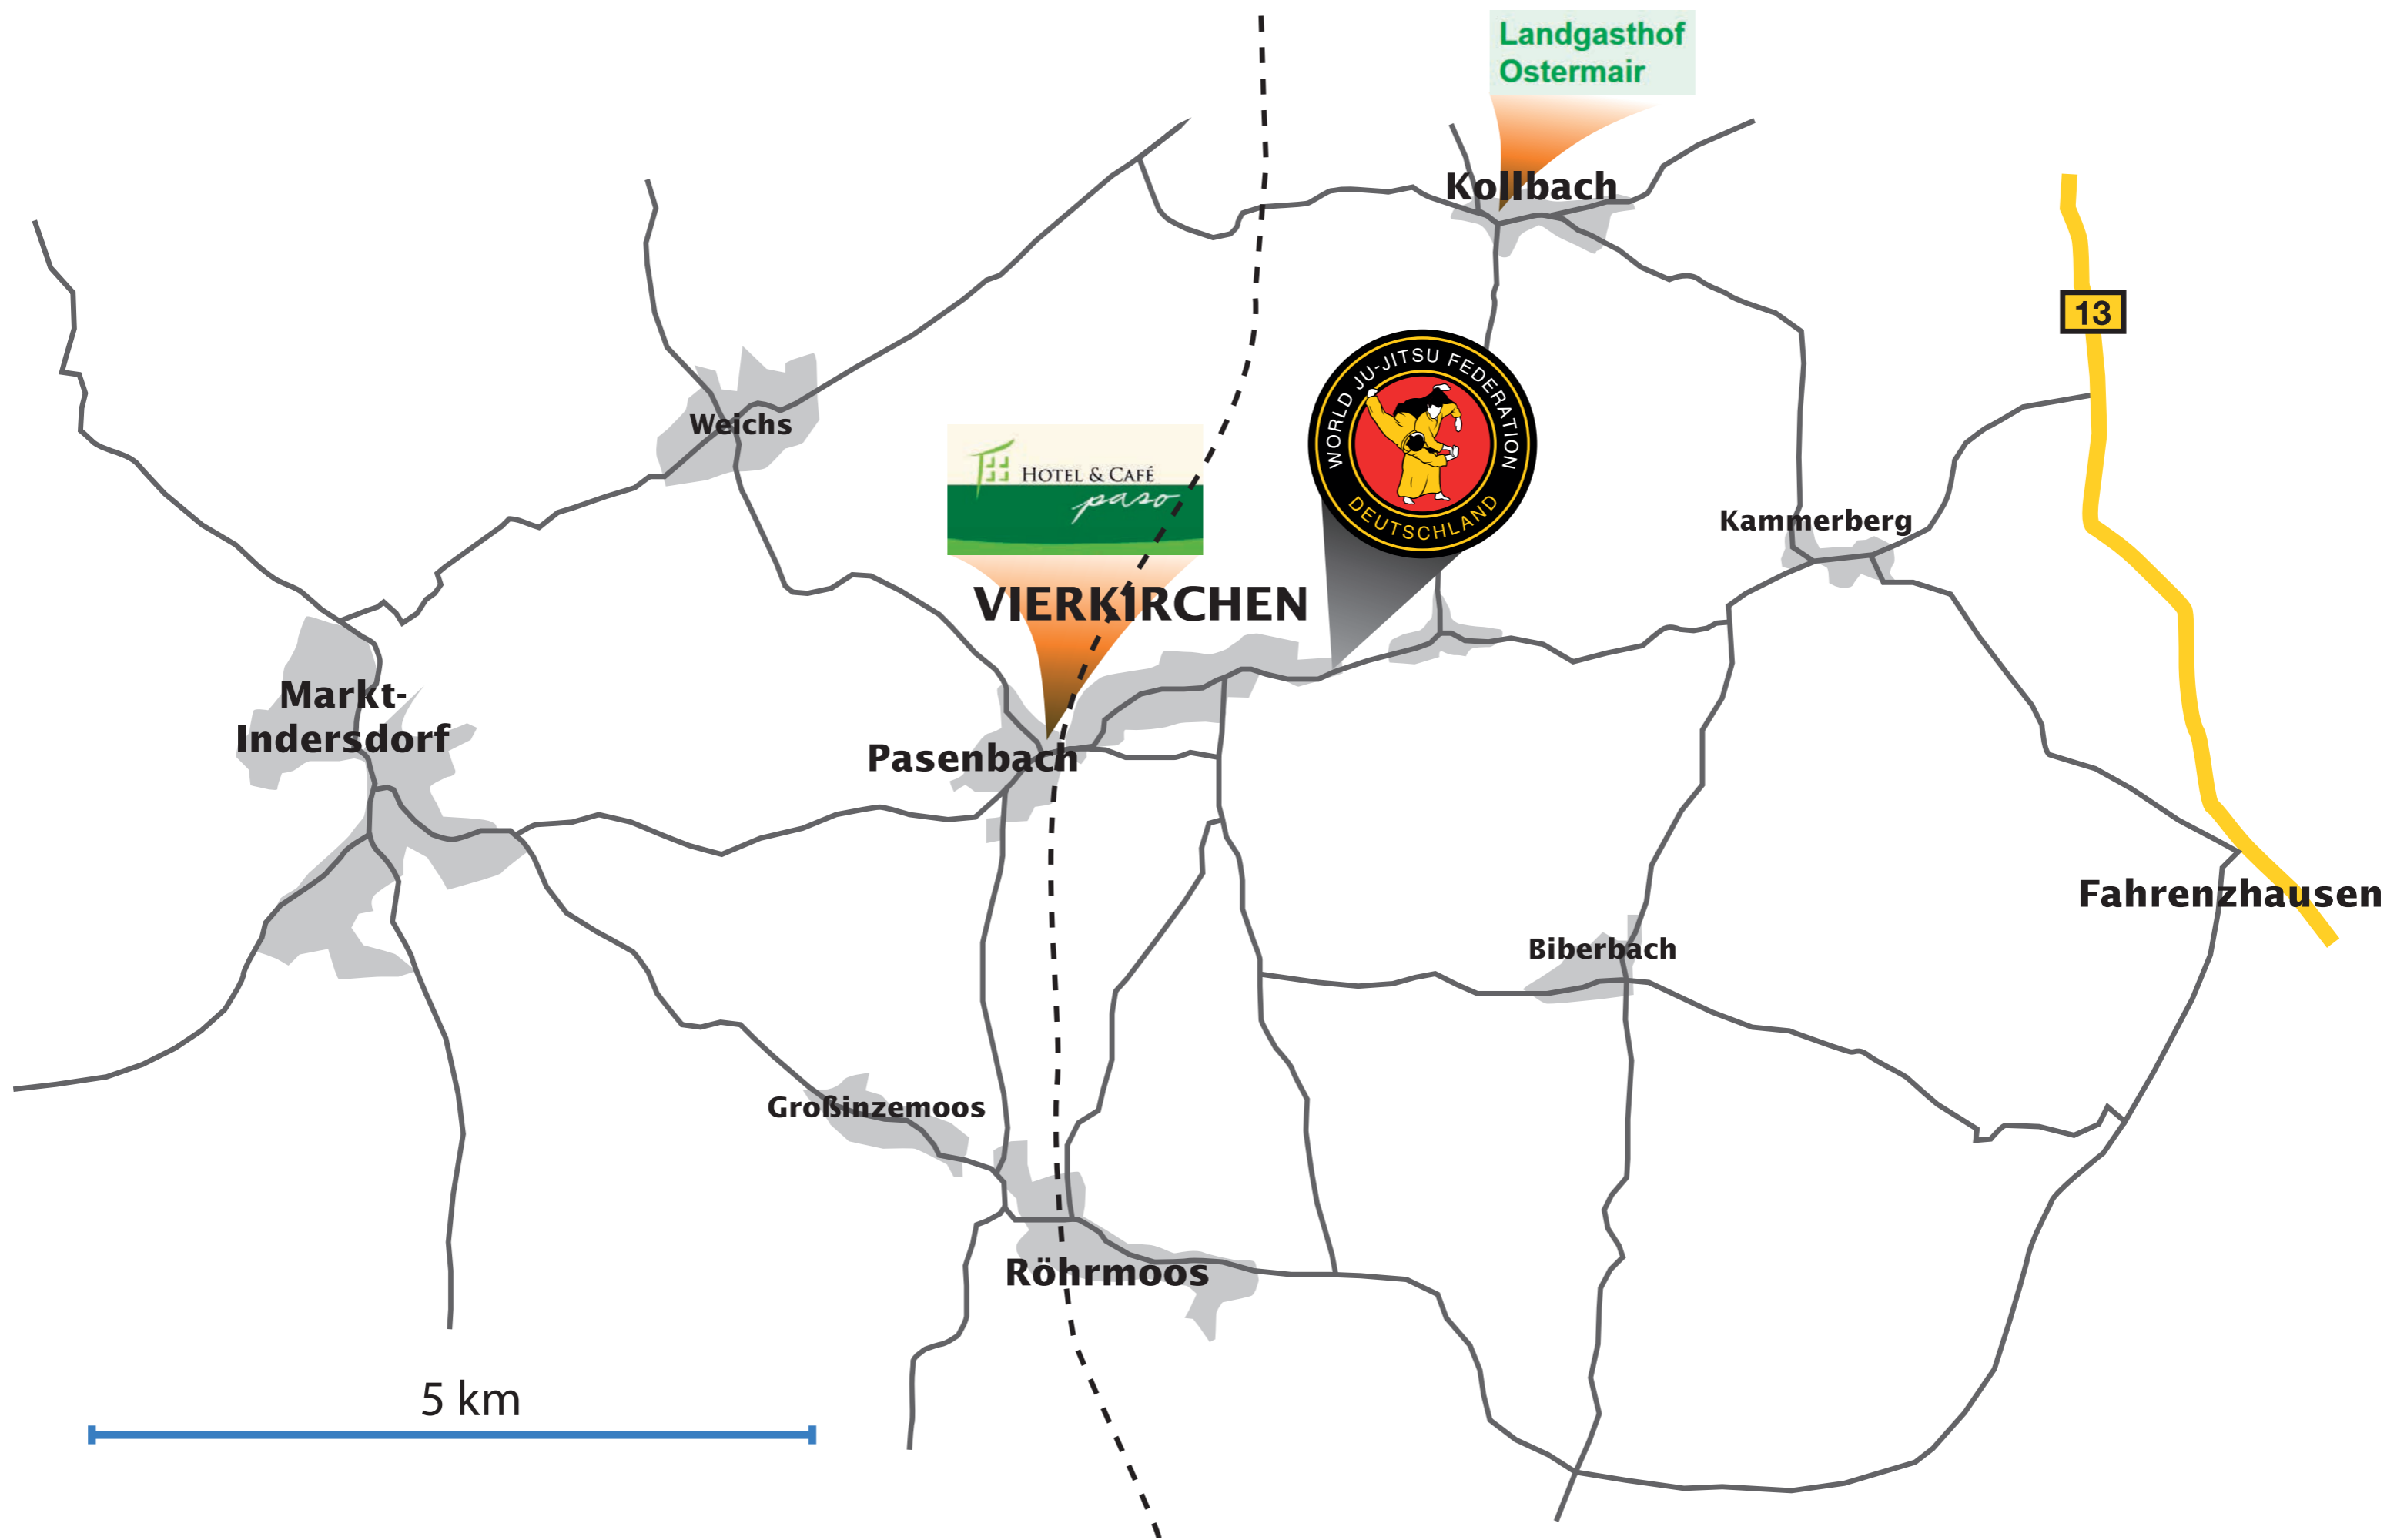 Landgasthof
Ostermair
Kollbach
13
WORLD JU-JITSU FEDERATION
DEUTSCHLAND
Weichs
HOTEL & CAFÉ
paso
Kammerberg
VIERKIRCHEN
Markt-
Indersdorf
Pasenbach
Fahrenzhausen
Biberbach
Großinzemoos
Röhrmoos
5 km